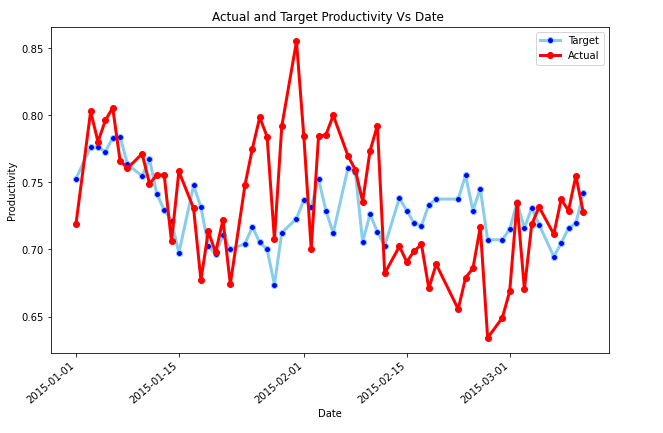 Actual and Target Productivity Vs Date
Target
Actual
Productivity
0.85
0.80
0.75
0.70
0.65
2015-01-01
2015-01-15
2015-02-01
2015-02-15
2015-03-01
Date